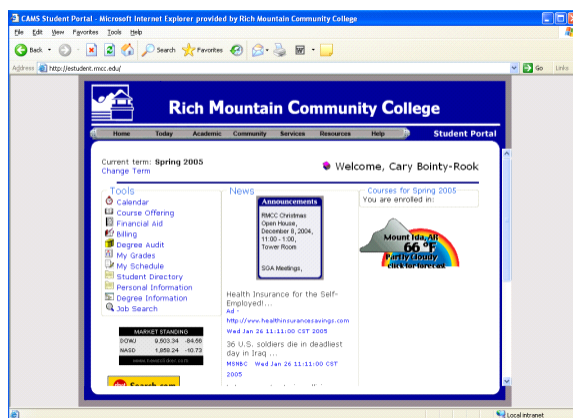 CAMS Student Portal - Microsoft Internet Explorer provided by Rich Mountain Community College
File Edit View Favorites Tools Help
Back Search Favorites
Address http://estudent.rmcc.edu/ Go Links
Rich Mountain Community College
Home Today Academic Community Services Resources Help Student Portal
Current term: Spring 2005
Change Term
Welcome, Cary Bointy-Rook
Tools
Calendar
Course Offering
Financial Aid
Billing
Degree Audit
My Grades
My Schedule
Student Directory
Personal Information
Degree Information
Job Search
MARKET STANDING
DOWJ 9,603.34 -84.66
NASD 1,859.24 -10.73
Search.com
News
Announcements
RMCC Christmas
Open House,
December 8, 2004,
11:00 - 1:00,
Tower Room
SGA Meetings,
Health Insurance for the Self-
Employed!...
Ad -
http://www.healthinsurancesavings.com
Wed Jan 26 11:11:00 CST 2005
36 U.S. soldiers die in deadliest
day in Iraq ...
MSNBC Wed Jan 26 11:11:00 CST
2005
Courses for Spring 2005
You are enrolled in:
Mount Ida, AR
66 °F
Partly Cloudy
click for forecast
Local intranet